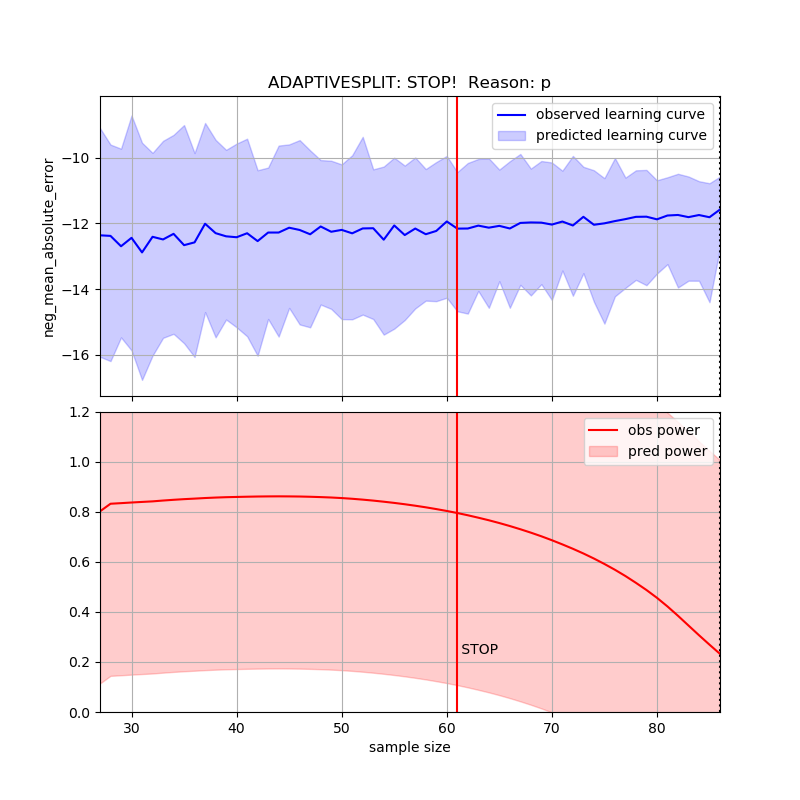 ADAPTIVESPLIT: STOP!  Reason: p
observed learning curve
predicted learning curve
neg_mean_absolute_error
−10
−12
−14
−16
1.2
1.0
0.8
0.6
0.4
0.2
0.0
obs power
pred power
STOP
30 40 50 60 70 80
sample size